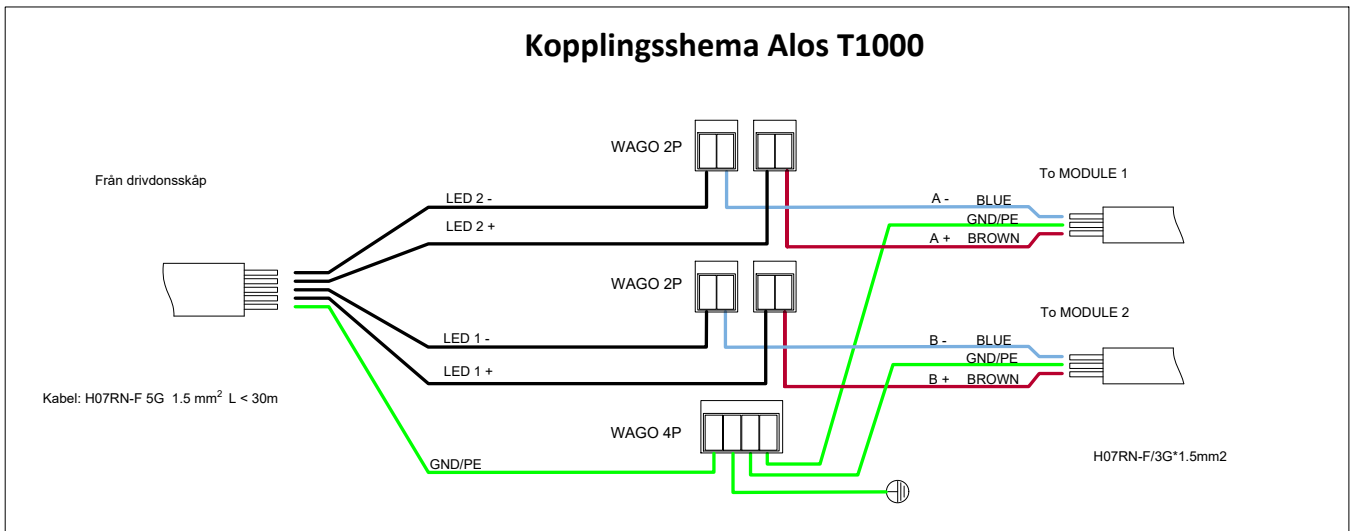 Kopplingsshema Alos T1000
WAGO 2P
Från drivdonsskåp
To MODULE 1
LED 2 -
A - BLUE
GND/PE
LED 2 +
A + BROWN
WAGO 2P
To MODULE 2
LED 1 -
B - BLUE
GND/PE
LED 1 +
B + BROWN
Kabel: H07RN-F 5G 1.5 mm² L < 30m
WAGO 4P
GND/PE
H07RN-F/3G*1.5mm2